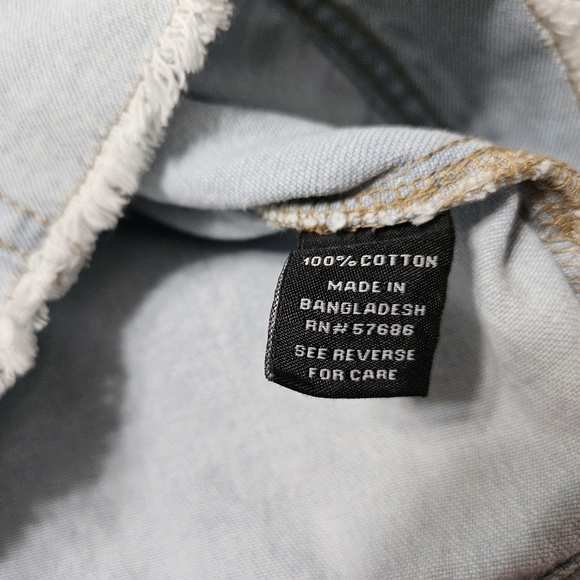 100% COTTON
MADE IN
BANGLADESH
RN# 57686
SEE REVERSE
FOR CARE